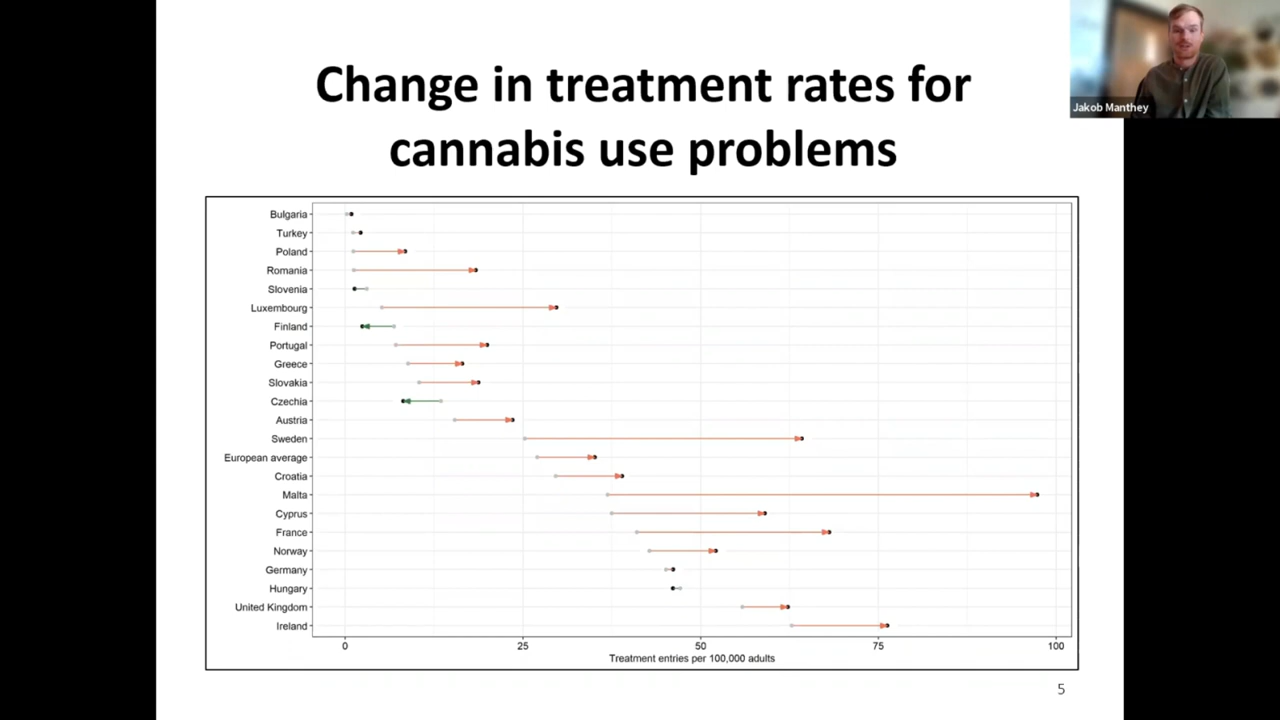 Change in treatment rates for
cannabis use problems
Jakob Manthey
Bulgaria
Turkey
Poland
Romania
Slovenia
Luxembourg
Finland
Portugal
Greece
Slovakia
Czechia
Austria
Sweden
European average
Croatia
Malta
Cyprus
France
Norway
Germany
Hungary
United Kingdom
Ireland
0 25 50 75 100
Treatment entries per 100,000 adults
5